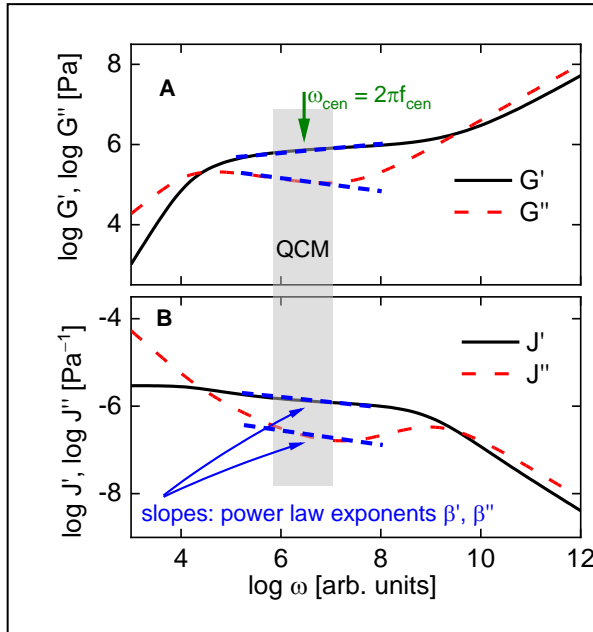 A
ω_cen = 2πf_cen
8
6
4
log G', log G'' [Pa]
G'
G''
QCM
B
-4
-6
-8
log J', log J'' [Pa⁻¹]
J'
J''
slopes: power law exponents β', β''
4 6 8 10 12
log ω [arb. units]